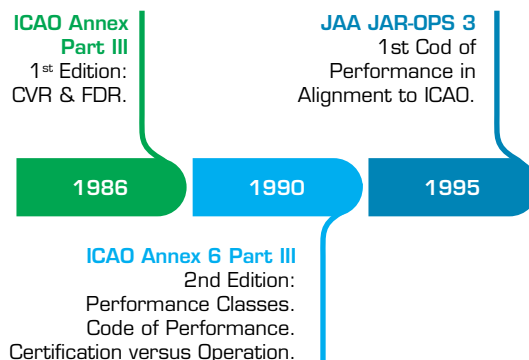 ICAO Annex
Part III
1st Edition:
CVR & FDR.
JAA JAR-OPS 3
1st Cod of
Performance in
Alignment to ICAO.
1986
1990
1995
ICAO Annex 6 Part III
2nd Edition:
Performance Classes.
Code of Performance.
Certification versus Operation.